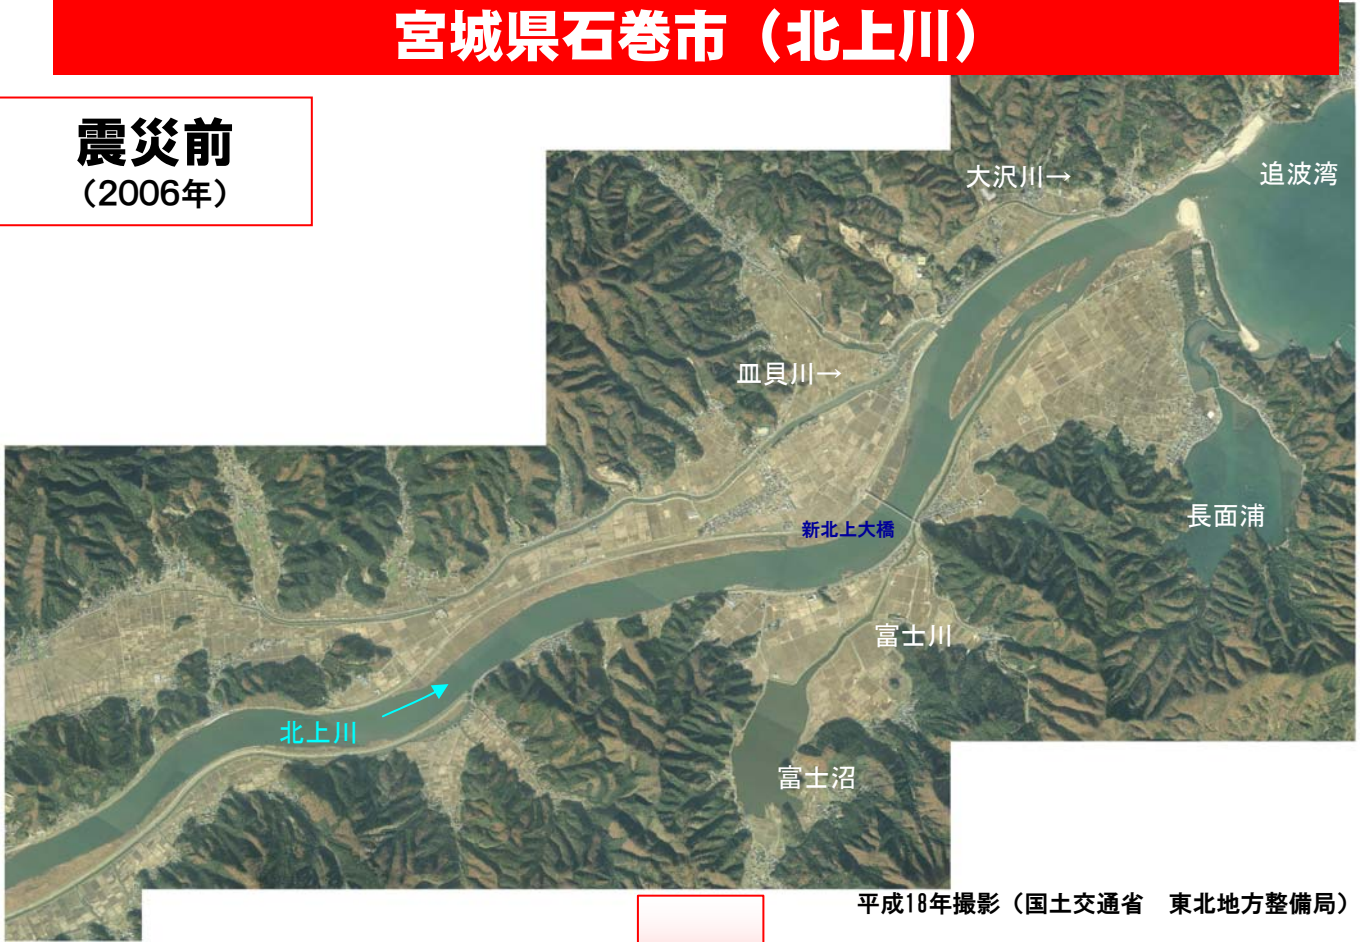 宮城県石巻市（北上川）
震災前
（2006年）
大沢川→
追波湾
皿貝川→
長面浦
新北上大橋
富士川
北上川
富士沼
平成18年撮影（国土交通省　東北地方整備局）